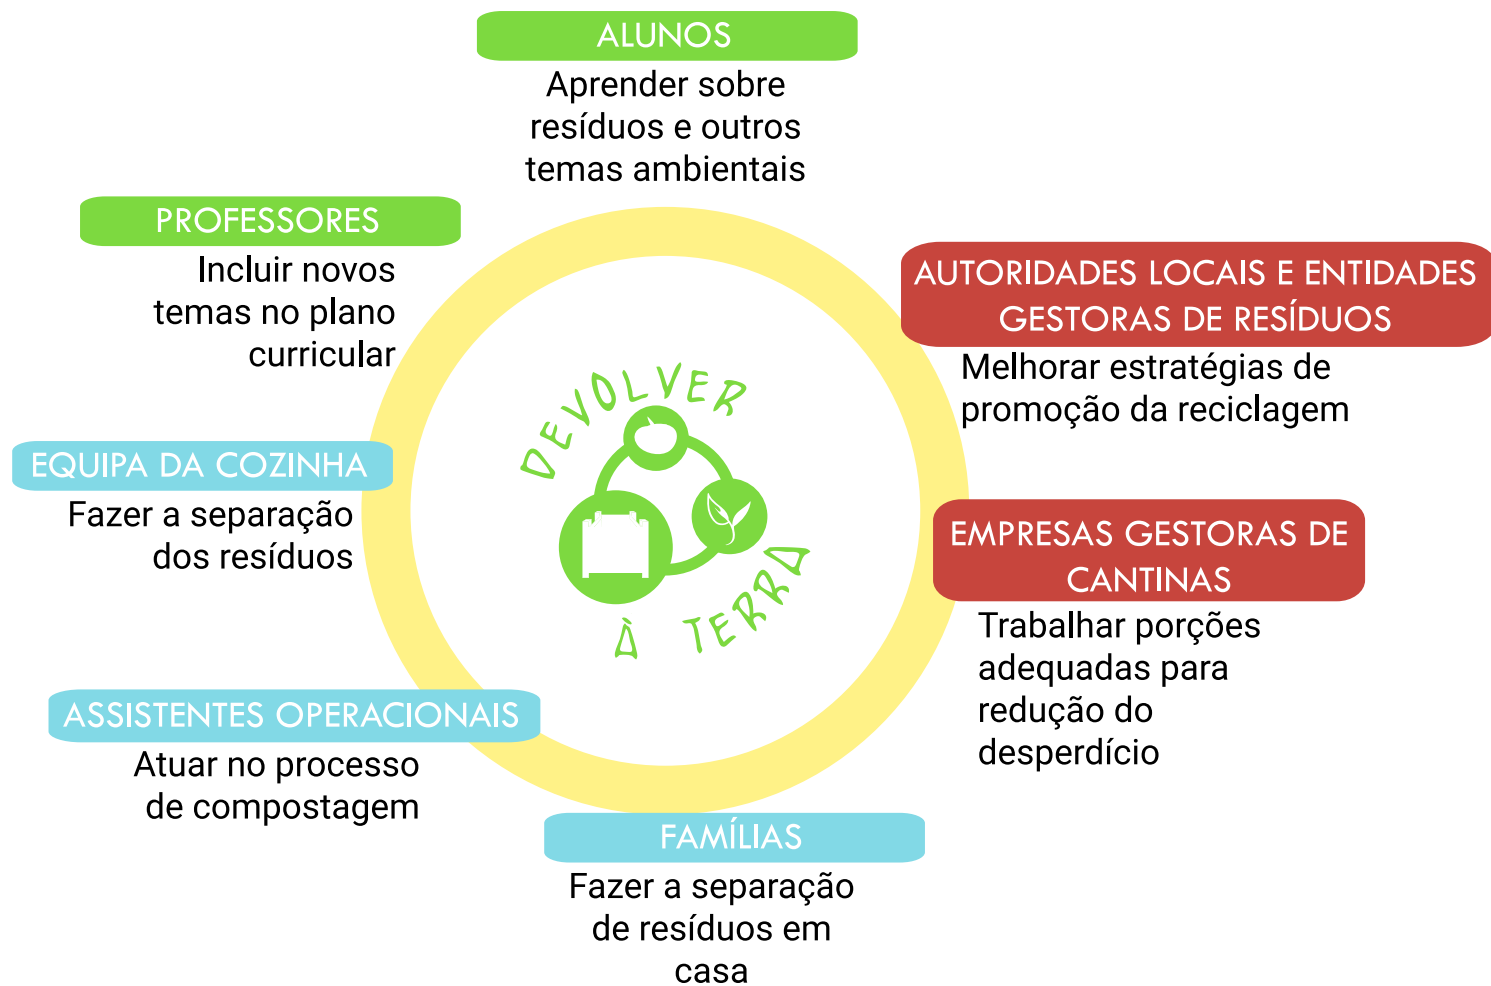 ALUNOS
Aprender sobre
resíduos e outros
temas ambientais
PROFESSORES
Incluir novos
temas no plano
curricular
AUTORIDADES LOCAIS E ENTIDADES
GESTORAS DE RESÍDUOS
Melhorar estratégias de
promoção da reciclagem
DEVOLVER
À TERRA
EQUIPA DA COZINHA
Fazer a separação
dos resíduos
EMPRESAS GESTORAS DE
CANTINAS
Trabalhar porções
adequadas para
redução do
desperdício
ASSISTENTES OPERACIONAIS
Atuar no processo
de compostagem
FAMÍLIAS
Fazer a separação
de resíduos em
casa